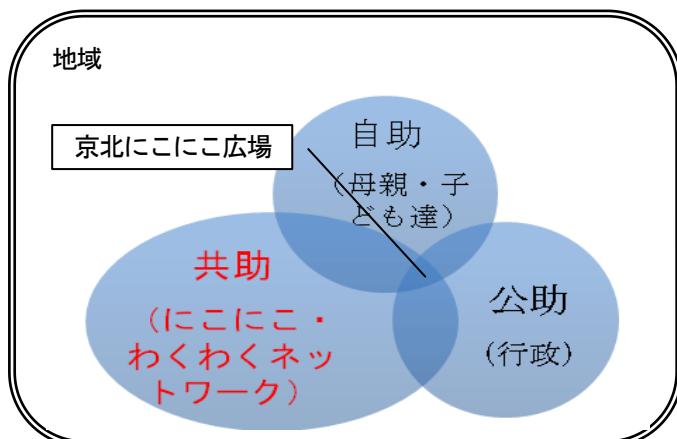 地域
京北にこにこ広場
自助
(母親・子
ども達)
共助
(にこにこ・
わくわくネッ
トワーク)
公助
(行政)